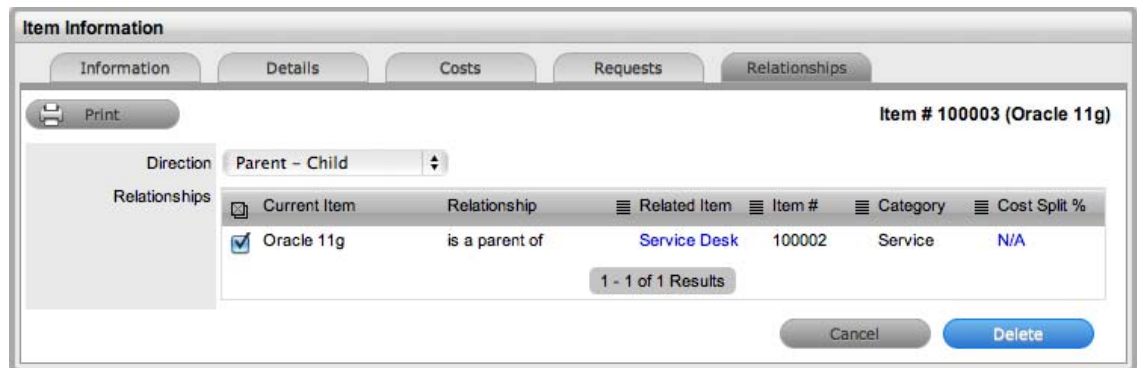 Item Information
Information Details Costs Requests Relationships
Print Item # 100003 (Oracle 11g)
Direction Parent – Child
Relationships
Current Item Relationship Related Item Item # Category Cost Split %
Oracle 11g is a parent of Service Desk 100002 Service N/A
1 - 1 of 1 Results
Cancel Delete